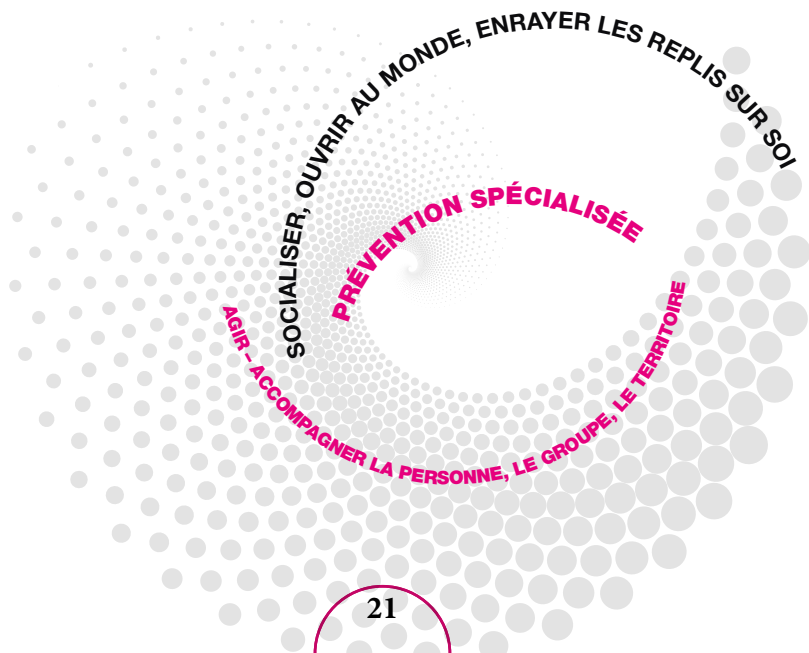 SOCIALISER, OUVRIR AU MONDE, ENRAYER LES REPLIS SUR SOI
PRÉVENTION SPÉCIALISÉE
AGIR – ACCOMPAGNER LA PERSONNE, LE GROUPE, LE TERRITOIRE
21